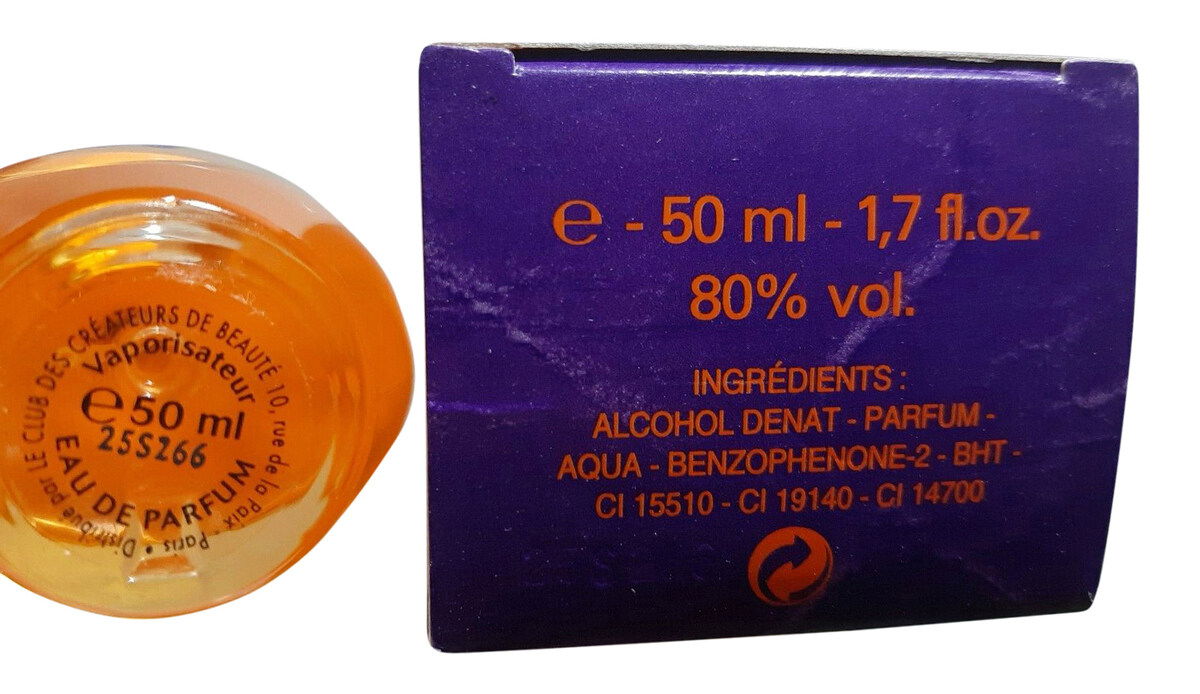 Distribué par LE CLUB DES CRÉATEURS DE BEAUTÉ 10, rue de la Paix - Paris •
Vaporisateur
e 50 ml
25S266
EAU DE PARFUM
e - 50 ml - 1,7 fl.oz.
80% vol.
INGRÉDIENTS :
ALCOHOL DENAT - PARFUM -
AQUA - BENZOPHENONE-2 - BHT -
CI 15510 - CI 19140 - CI 14700